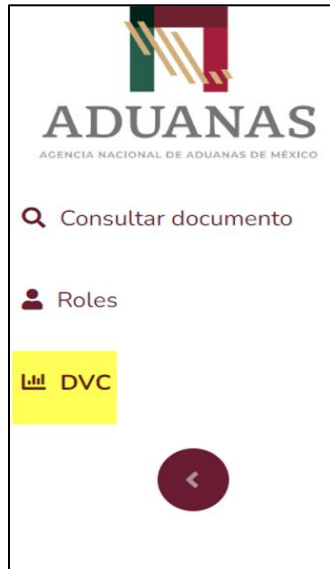 ADUANAS
AGENCIA NACIONAL DE ADUANAS DE MÉXICO
Consultar documento
Roles
DVC